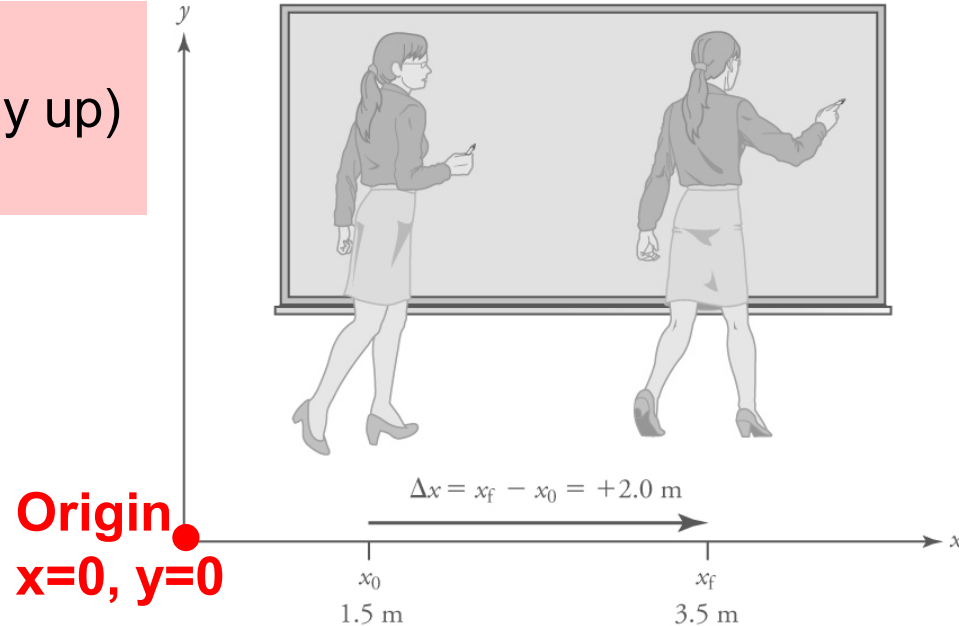 y
y up)
Δx = x_f − x_0 = +2.0 m
Origin
x=0, y=0
x
x_0
x_f
1.5 m
3.5 m